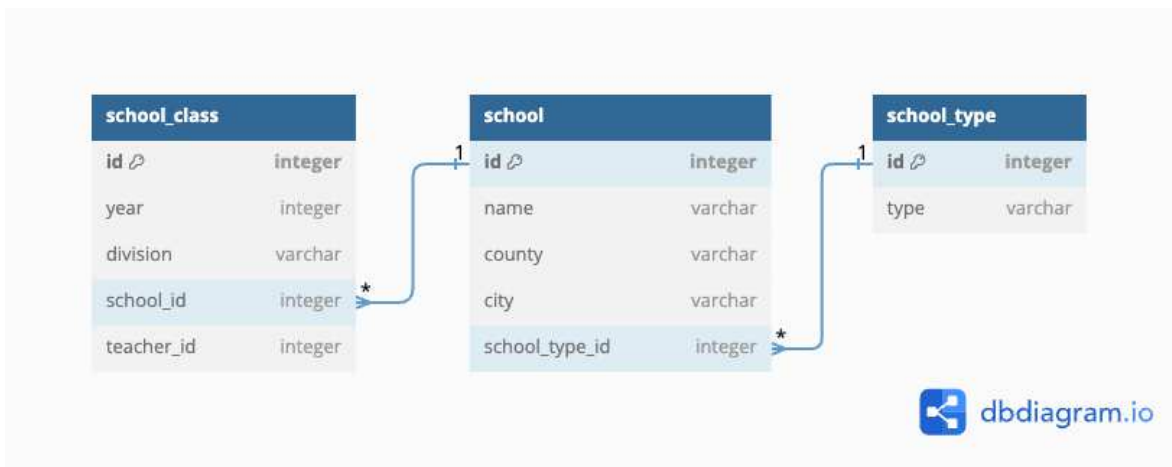 school_class
id integer
year integer
division varchar
school_id integer
teacher_id integer
school
id integer
name varchar
county varchar
city varchar
school_type_id integer
school_type
id integer
type varchar
1
*
1
*
dbdiagram.io